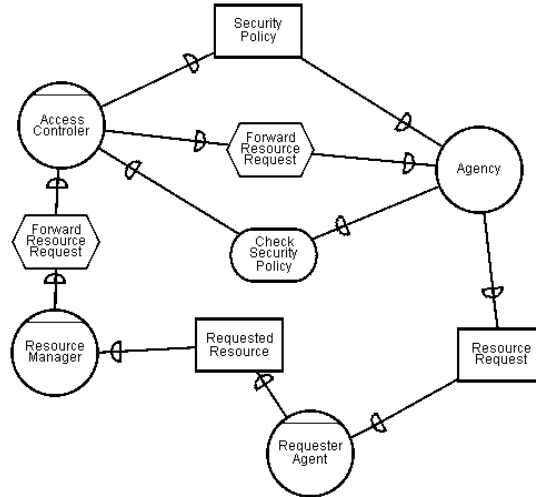 Security
Policy
Access
Controler
Forward
Resource
Request
Agency
Forward
Resource
Request
Check
Security
Policy
Resource
Manager
Requested
Resource
Resource
Request
Requester
Agent